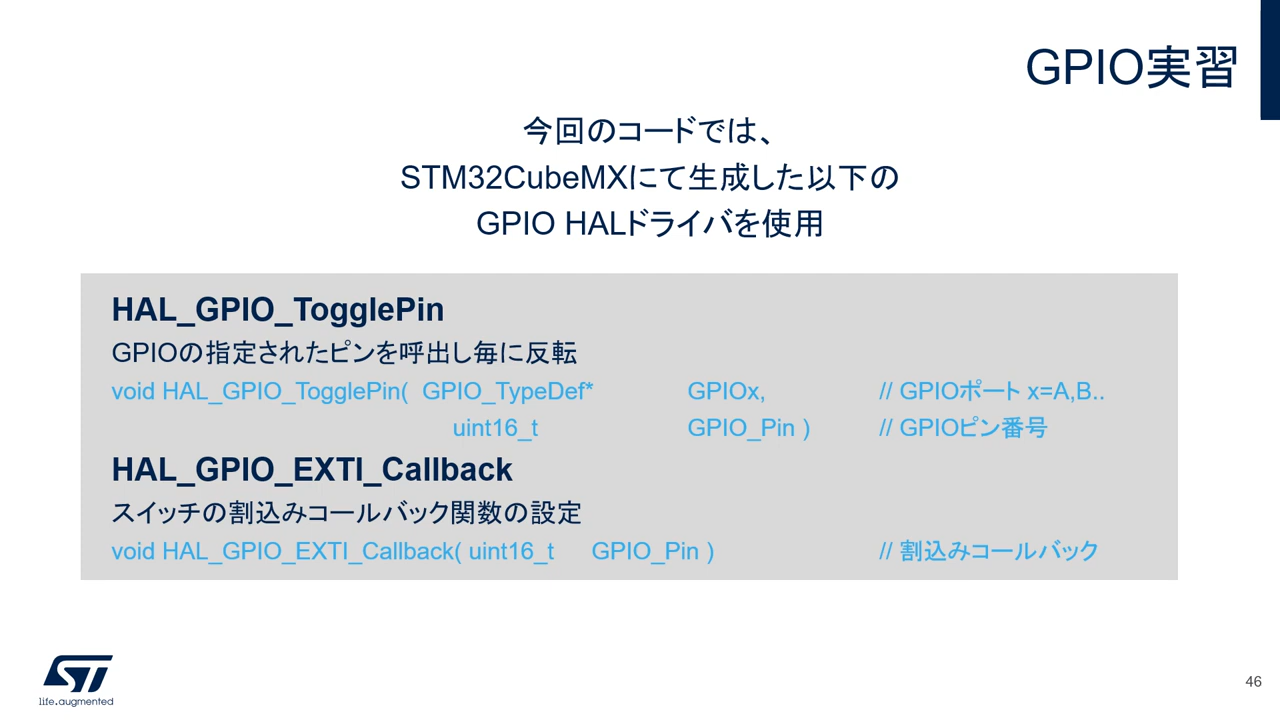 GPIO実習
今回のコードでは、
STM32CubeMXにて生成した以下の
GPIO HALドライバを使用
HAL_GPIO_TogglePin
GPIOの指定されたピンを呼出し毎に反転
void HAL_GPIO_TogglePin( GPIO_TypeDef* GPIOx, // GPIOポート x=A,B..
uint16_t GPIO_Pin ) // GPIOピン番号
HAL_GPIO_EXTI_Callback
スイッチの割込みコールバック関数の設定
void HAL_GPIO_EXTI_Callback( uint16_t GPIO_Pin ) // 割込みコールバック
ST
life.augmented
46